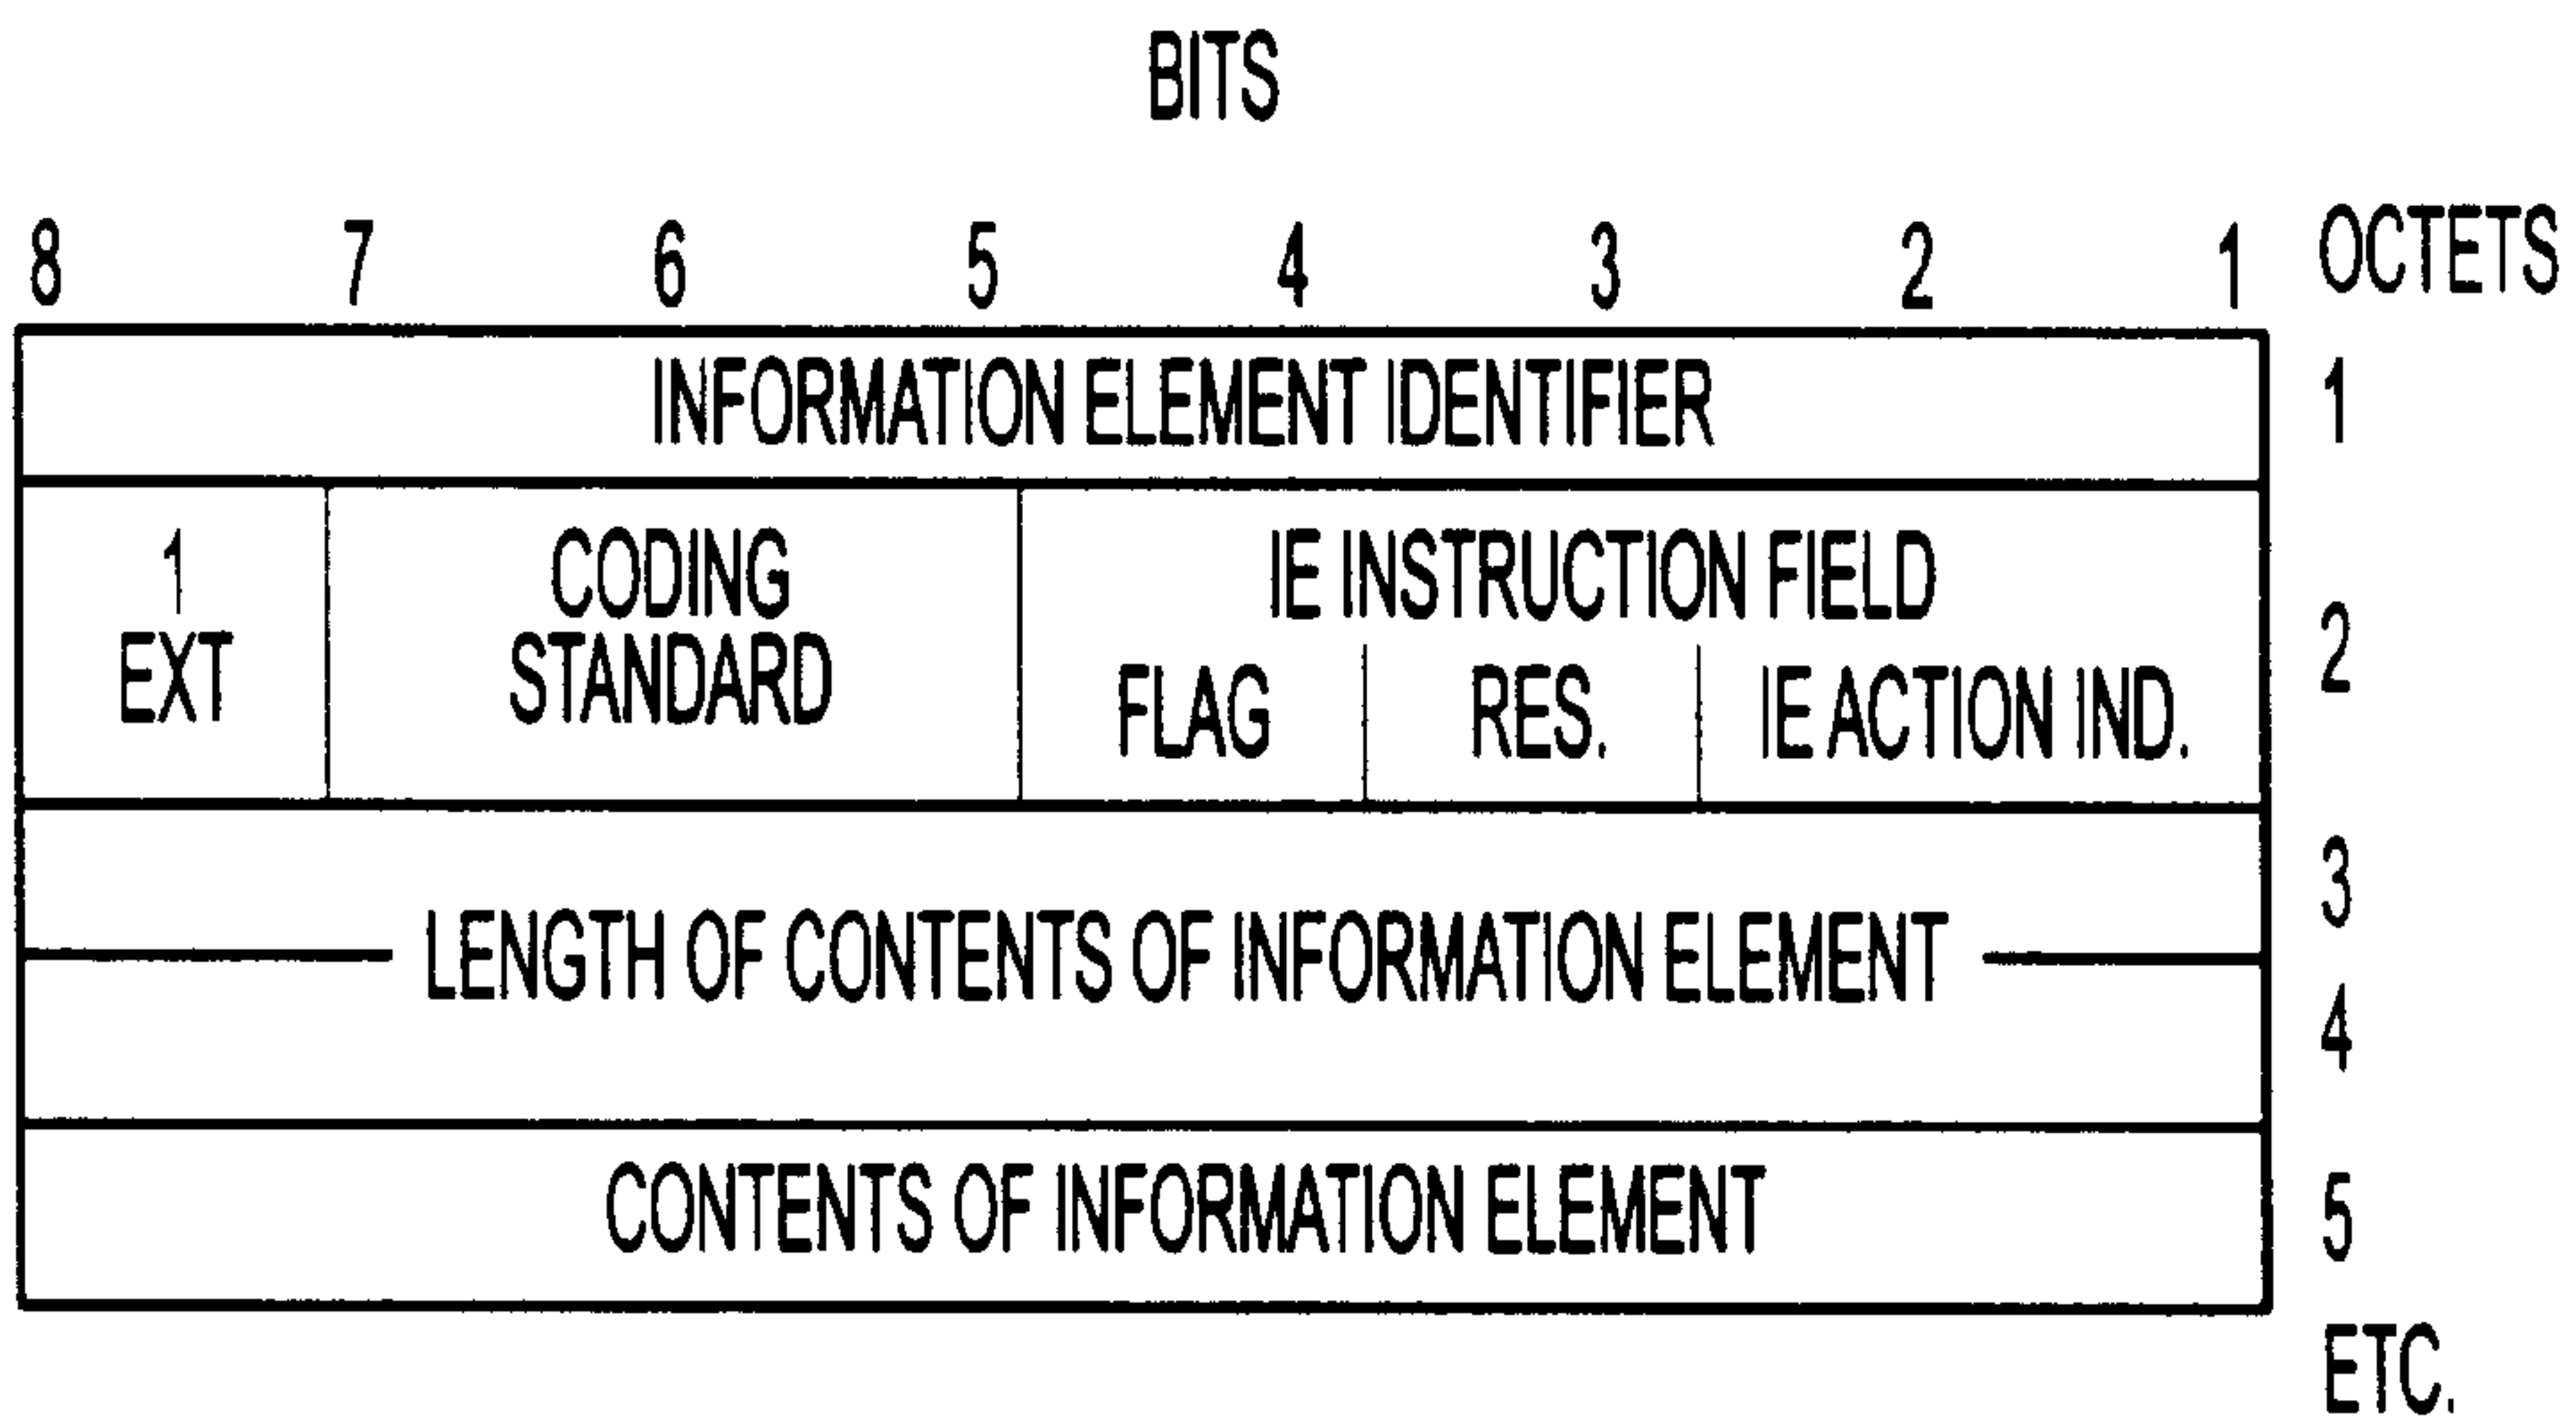 BITS
8 7 6 5 4 3 2 1 OCTETS
INFORMATION ELEMENT IDENTIFIER 1
1 EXT
CODING STANDARD
IE INSTRUCTION FIELD
FLAG RES. IE ACTION IND.
2
3
LENGTH OF CONTENTS OF INFORMATION ELEMENT
4
CONTENTS OF INFORMATION ELEMENT 5
ETC.